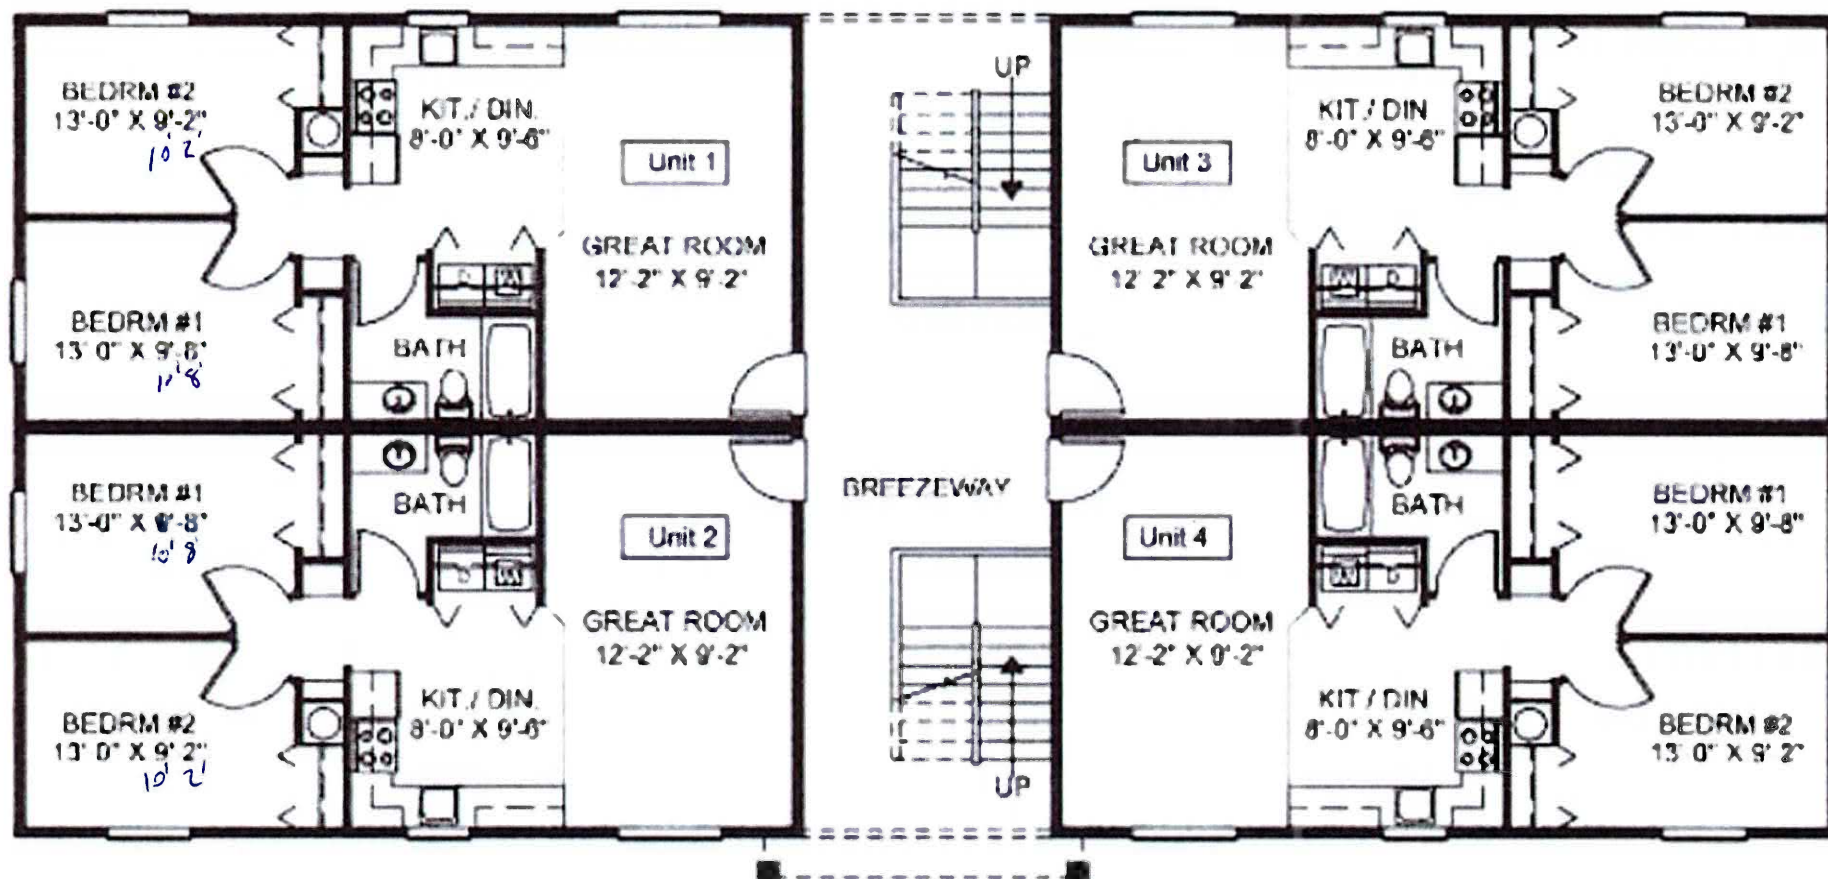 UP
BEDRM #2
13'-0" X 9'-2"
10' 2'
KIT./ DIN.
8'-0" X 9'-6"
Unit 1
Unit 3
KIT./ DIN
8'-0" X 9'-6"
BEDRM #2
13'-0" X 9'-2"
GREAT ROOM
12'-2" X 9'-2"
GREAT ROOM
12'-2" X 9'-2"
D W
W D
BEDRM #1
13'-0" X 9'-8"
10' 8'
BATH
BATH
BEDRM #1
13'-0" X 9'-8"
BEDRM #1
13'-0" X 9'-8"
10' 8'
BATH
BREEZEWAY
BATH
BEDRM #1
13'-0" X 9'-8"
Unit 2
Unit 4
D W
W D
GREAT ROOM
12'-2" X 9'-2"
GREAT ROOM
12'-2" X 9'-2"
BEDRM #2
13'-0" X 9'-2"
10' 2'
KIT./ DIN.
8'-0" X 9'-6"
KIT./ DIN
8'-0" X 9'-6"
BEDRM #2
13'-0" X 9'-2"
UP